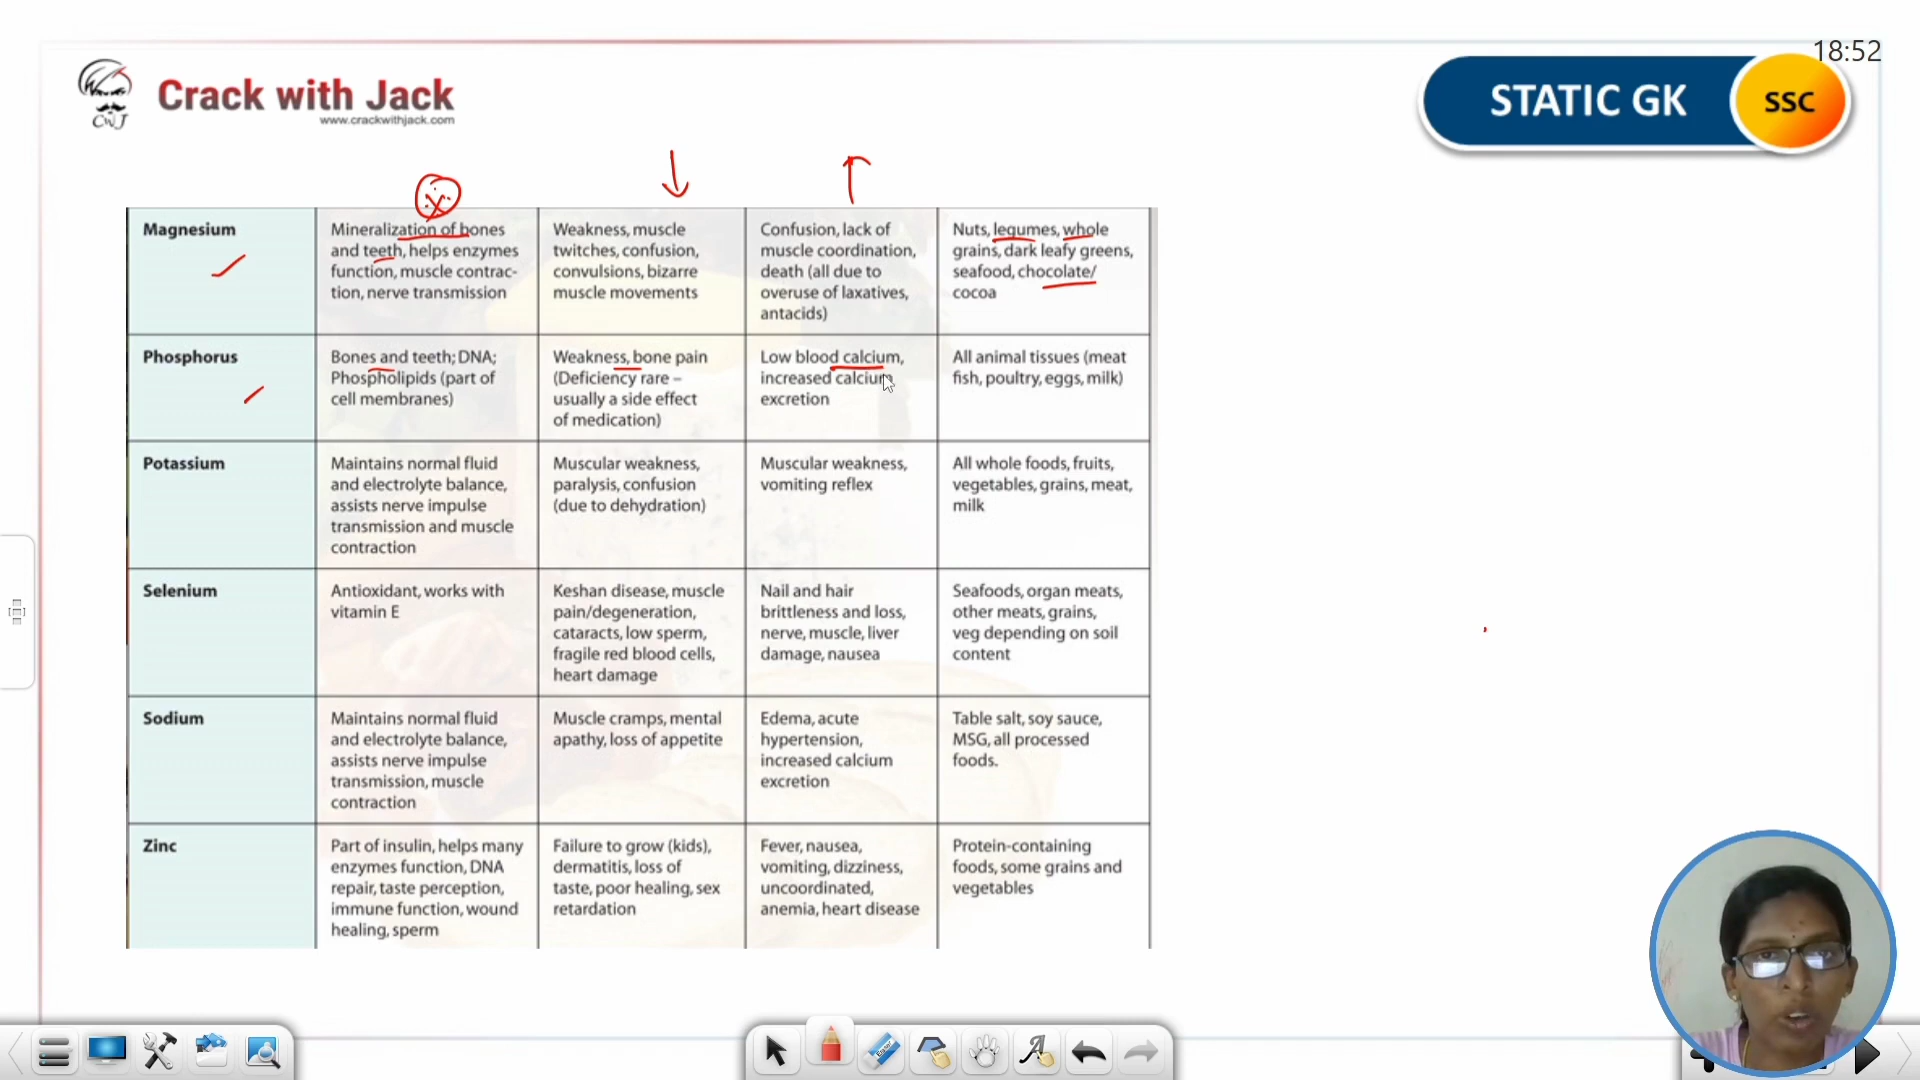 18:52
Crack with Jack
www.crackwithjack.com
CWJ
STATIC GK
SSC
Magnesium
Mineralization of bones
and teeth, helps enzymes
function, muscle contrac-
tion, nerve transmission
Weakness, muscle
twitches, confusion,
convulsions, bizarre
muscle movements
Confusion, lack of
muscle coordination,
death (all due to
overuse of laxatives,
antacids)
Nuts, legumes, whole
grains, dark leafy greens,
seafood, chocolate/
cocoa
Phosphorus
Bones and teeth; DNA;
Phospholipids (part of
cell membranes)
Weakness, bone pain
(Deficiency rare –
usually a side effect
of medication)
Low blood calcium,
increased calcium
excretion
All animal tissues (meat
fish, poultry, eggs, milk)
Potassium
Maintains normal fluid
and electrolyte balance,
assists nerve impulse
transmission and muscle
contraction
Muscular weakness,
paralysis, confusion
(due to dehydration)
Muscular weakness,
vomiting reflex
All whole foods, fruits,
vegetables, grains, meat,
milk
Selenium
Antioxidant, works with
vitamin E
Keshan disease, muscle
pain/degeneration,
cataracts, low sperm,
fragile red blood cells,
heart damage
Nail and hair
brittleness and loss,
nerve, muscle, liver
damage, nausea
Seafoods, organ meats,
other meats, grains,
veg depending on soil
content
Sodium
Maintains normal fluid
and electrolyte balance,
assists nerve impulse
transmission, muscle
contraction
Muscle cramps, mental
apathy, loss of appetite
Edema, acute
hypertension,
increased calcium
excretion
Table salt, soy sauce,
MSG, all processed
foods.
Zinc
Part of insulin, helps many
enzymes function, DNA
repair, taste perception,
immune function, wound
healing, sperm
Failure to grow (kids),
dermatitis, loss of
taste, poor healing, sex
retardation
Fever, nausea,
vomiting, dizziness,
uncoordinated,
anemia, heart disease
Protein-containing
foods, some grains and
vegetables